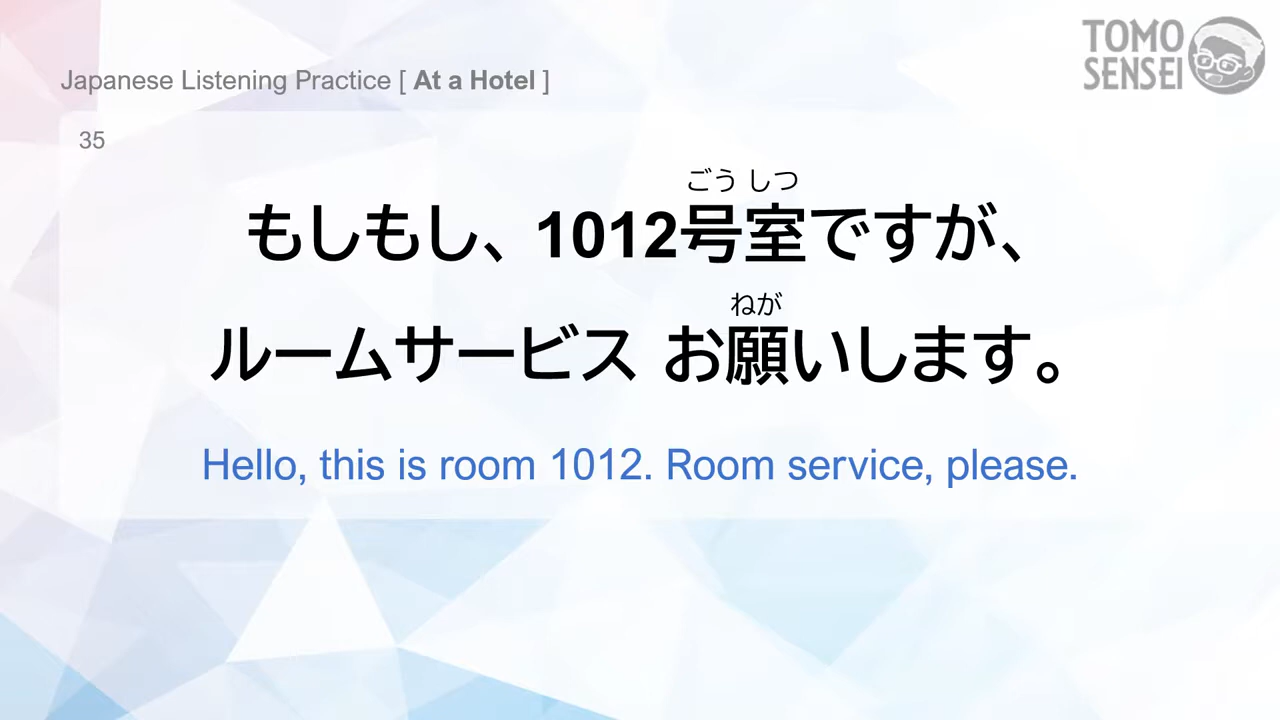 Japanese Listening Practice [ At a Hotel ]
TOMO
SENSEI
35
ごう しつ
もしもし、1012号室ですが、
ねが
ルームサービス お願いします。
Hello, this is room 1012. Room service, please.